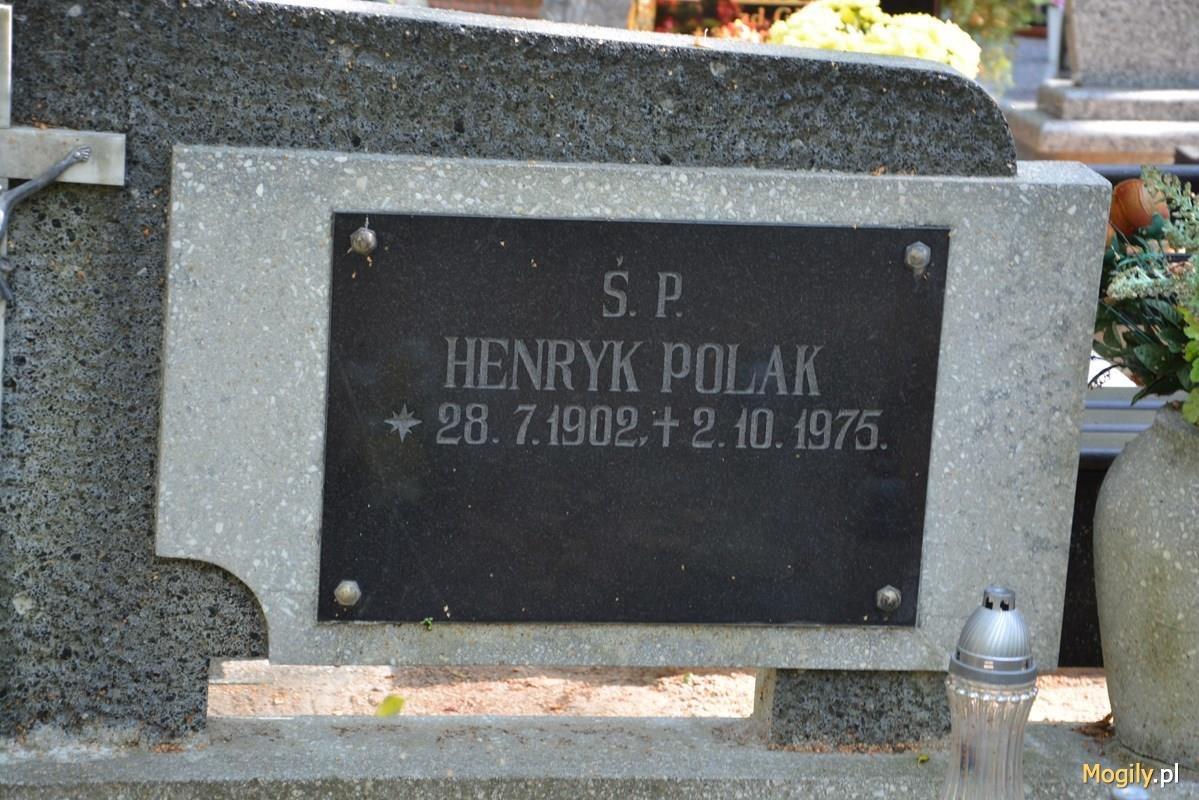 Ś. P.
HENRYK POLAK
* 28. 7. 1902. + 2. 10. 1975.
Mogily.pl